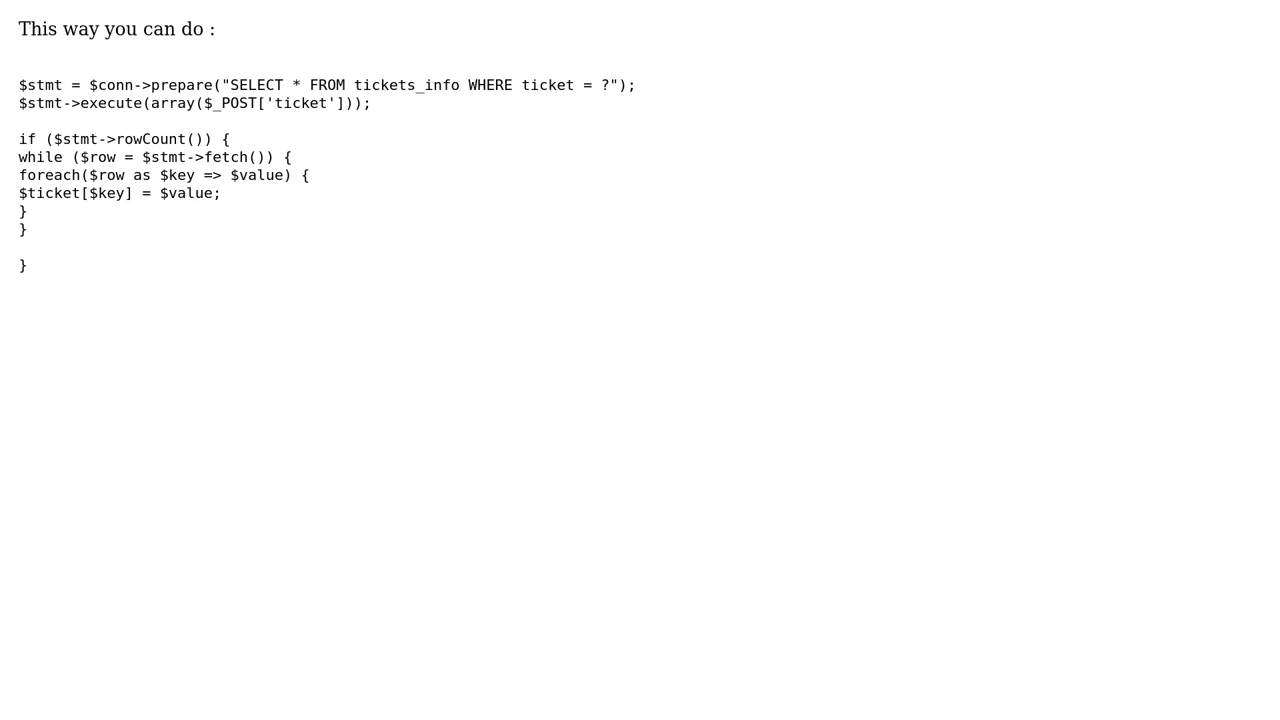 This way you can do :
$stmt = $conn->prepare("SELECT * FROM tickets_info WHERE ticket = ?");
$stmt->execute(array($_POST['ticket']));
if ($stmt->rowCount()) {
while ($row = $stmt->fetch()) {
foreach($row as $key => $value) {
$ticket[$key] = $value;
}
}
}